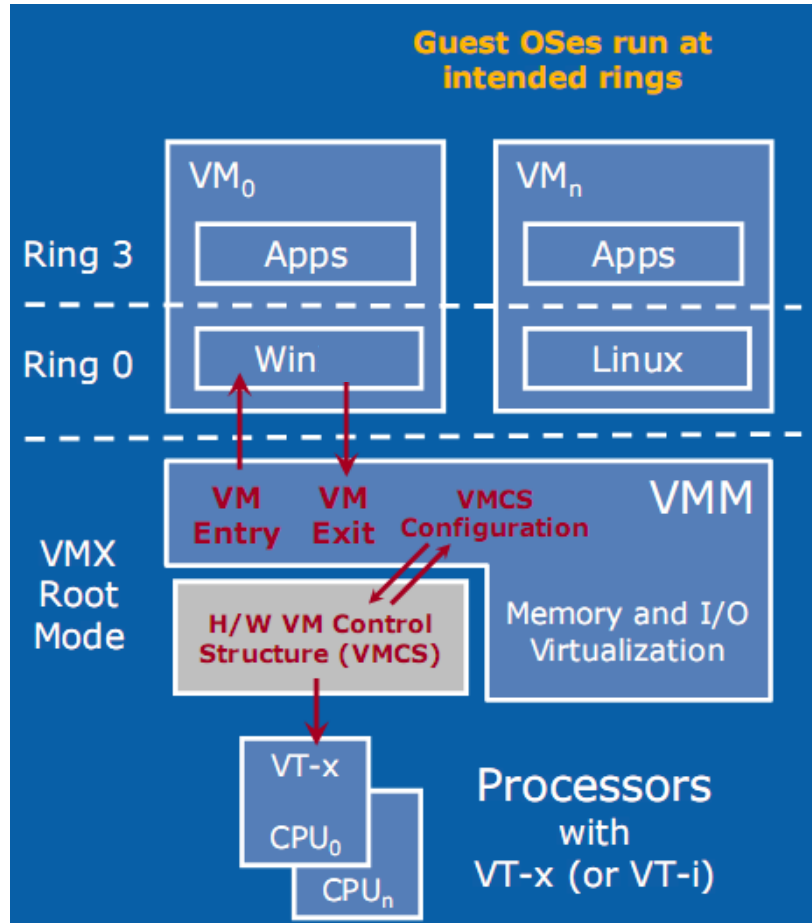 Guest OSes run at
intended rings
VM₀
VMₙ
Ring 3
Apps
Apps
Ring 0
Win
Linux
VM
Entry
VM
Exit
VMCS
Configuration
VMM
VMX
Root
Mode
H/W VM Control
Structure (VMCS)
Memory and I/O
Virtualization
VT-x
CPU₀
CPUₙ
Processors
with
VT-x (or VT-i)